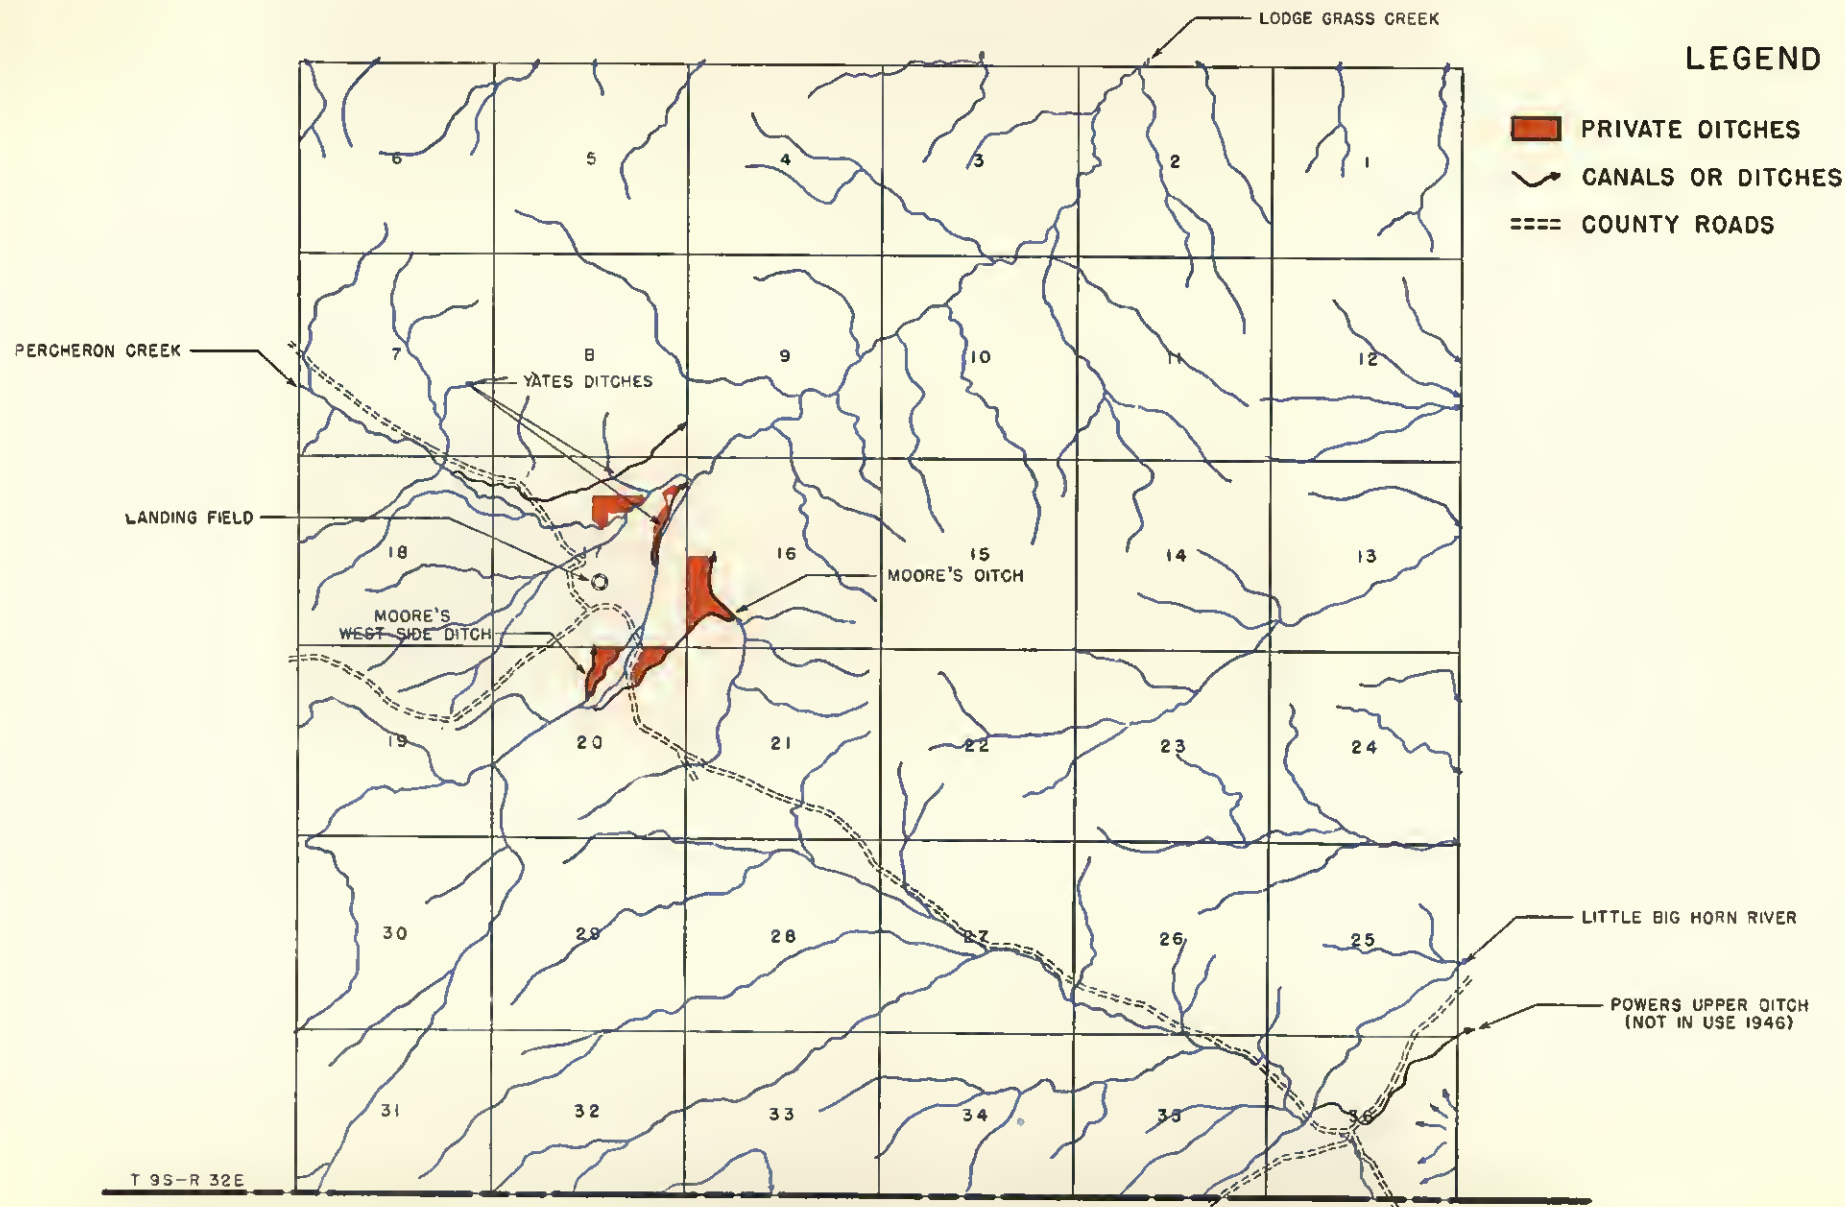 LODGE GRASS CREEK
LEGEND
PRIVATE DITCHES
CANALS OR DITCHES
COUNTY ROADS
6
5
4
3
2
1
PERCHERON CREEK
7
8
9
10
11
12
YATES DITCHES
LANDING FIELD
18
17
16
15
14
13
MOORE'S DITCH
MOORE'S
WEST SIDE DITCH
19
20
21
22
23
24
30
29
28
27
26
25
LITTLE BIG HORN RIVER
POWERS UPPER DITCH
(NOT IN USE 1946)
31
32
33
34
35
36
T 9S-R 32E